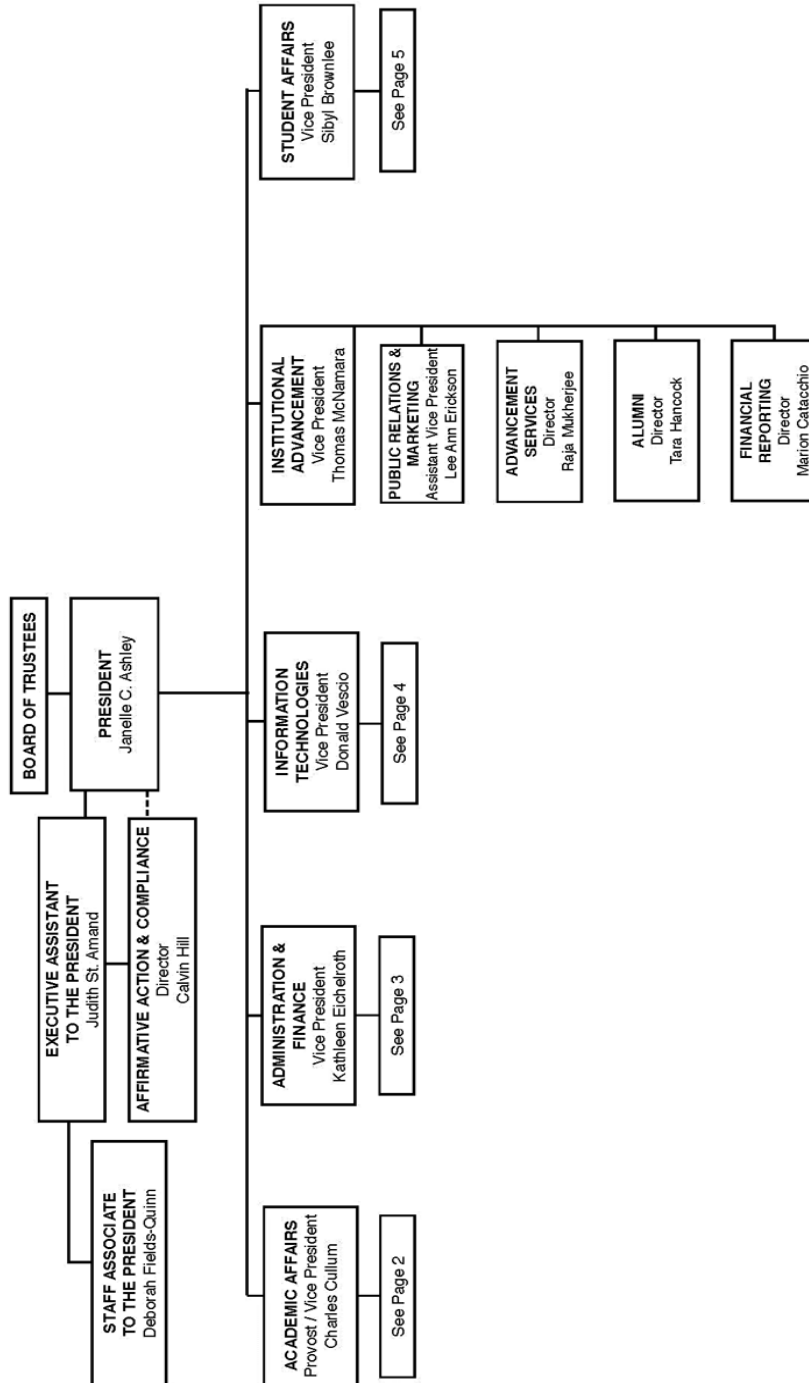 BOARD OF TRUSTEES
PRESIDENT
Janelle C. Ashley
EXECUTIVE ASSISTANT
TO THE PRESIDENT
Judith St. Amand
AFFIRMATIVE ACTION & COMPLIANCE
Director
Calvin Hill
STAFF ASSOCIATE
TO THE PRESIDENT
Deborah Fields-Quinn
ACADEMIC AFFAIRS
Provost / Vice President
Charles Cullum
See Page 2
ADMINISTRATION &
FINANCE
Vice President
Kathleen Eichelroth
See Page 3
INFORMATION
TECHNOLOGIES
Vice President
Donald Vescio
See Page 4
INSTITUTIONAL
ADVANCEMENT
Vice President
Thomas McNamara
PUBLIC RELATIONS &
MARKETING
Assistant Vice President
Lee Ann Erickson
ADVANCEMENT
SERVICES
Director
Raja Mukherjee
ALUMNI
Director
Tara Hancock
FINANCIAL
REPORTING
Director
Marion Catacchio
STUDENT AFFAIRS
Vice President
Sibyl Brownlee
See Page 5